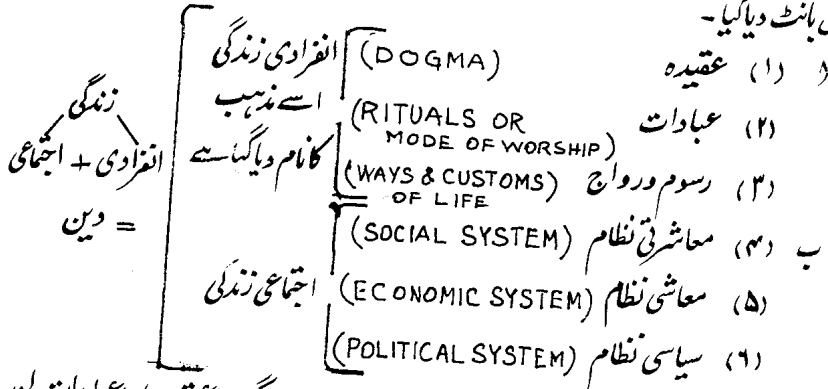 بانٹ دیا گیا -
(۱) عقیدہ (DOGMA)
(۲) عبادات (RITUALS OR MODE OF WORSHIP)
(۳) رسوم و رواج (WAYS & CUSTOMS OF LIFE)
انفرادی زندگی
اسے مذہب
کا نام دیا گیا ہے
ب (۴) معاشرتی نظام (SOCIAL SYSTEM)
(۵) معاشی نظام (ECONOMIC SYSTEM)
(۶) سیاسی نظام (POLITICAL SYSTEM)
اجتماعی زندگی
زندگی
انفرادی + اجتماعی
= دین